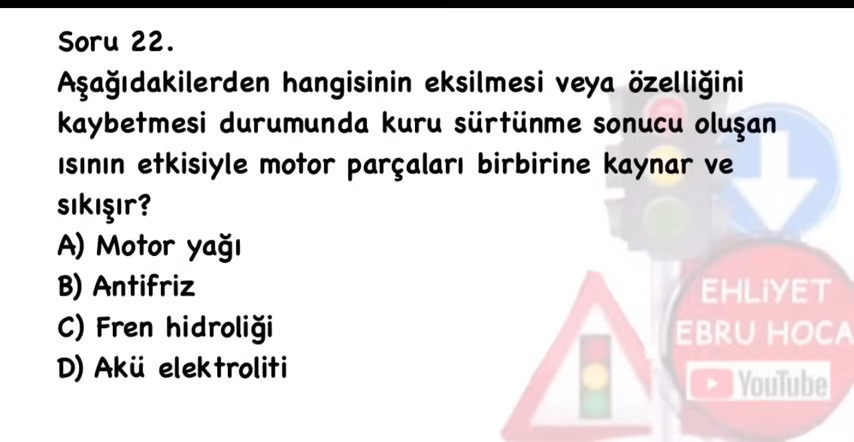 Soru 22.
Aşağıdakilerden hangisinin eksilmesi veya özelliğini
kaybetmesi durumunda kuru sürtünme sonucu oluşan
ısının etkisiyle motor parçaları birbirine kaynar ve
sıkışır?
A) Motor yağı
B) Antifriz
C) Fren hidroliği
D) Akü elektroliti
EHLİYET
EBRU HOCA
YouTube